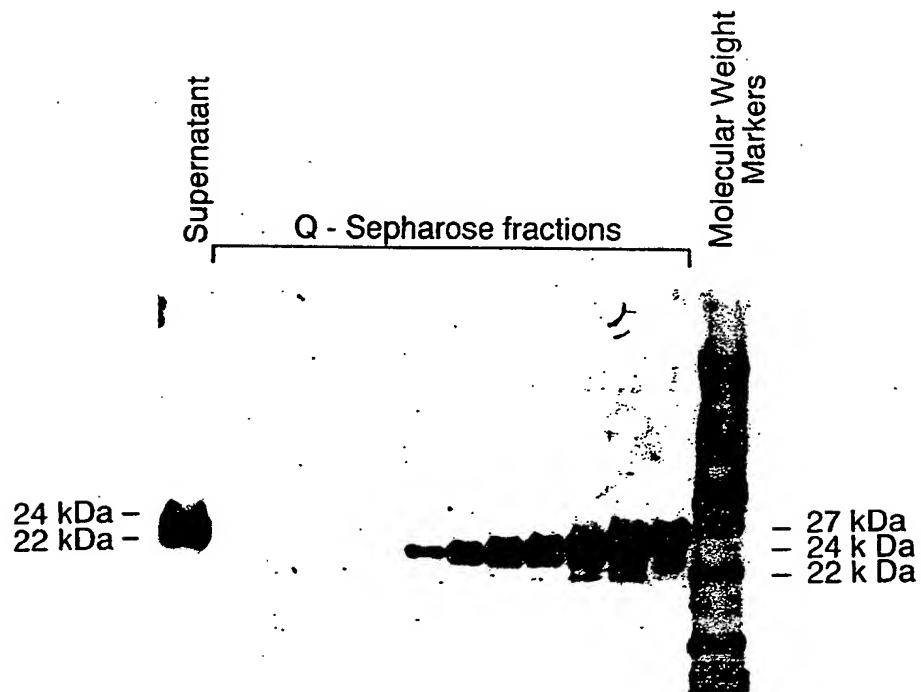 Supernatant
Q - Sepharose fractions
Molecular Weight
Markers
24 kDa –
22 kDa –
– 27 kDa
– 24 k Da
– 22 k Da